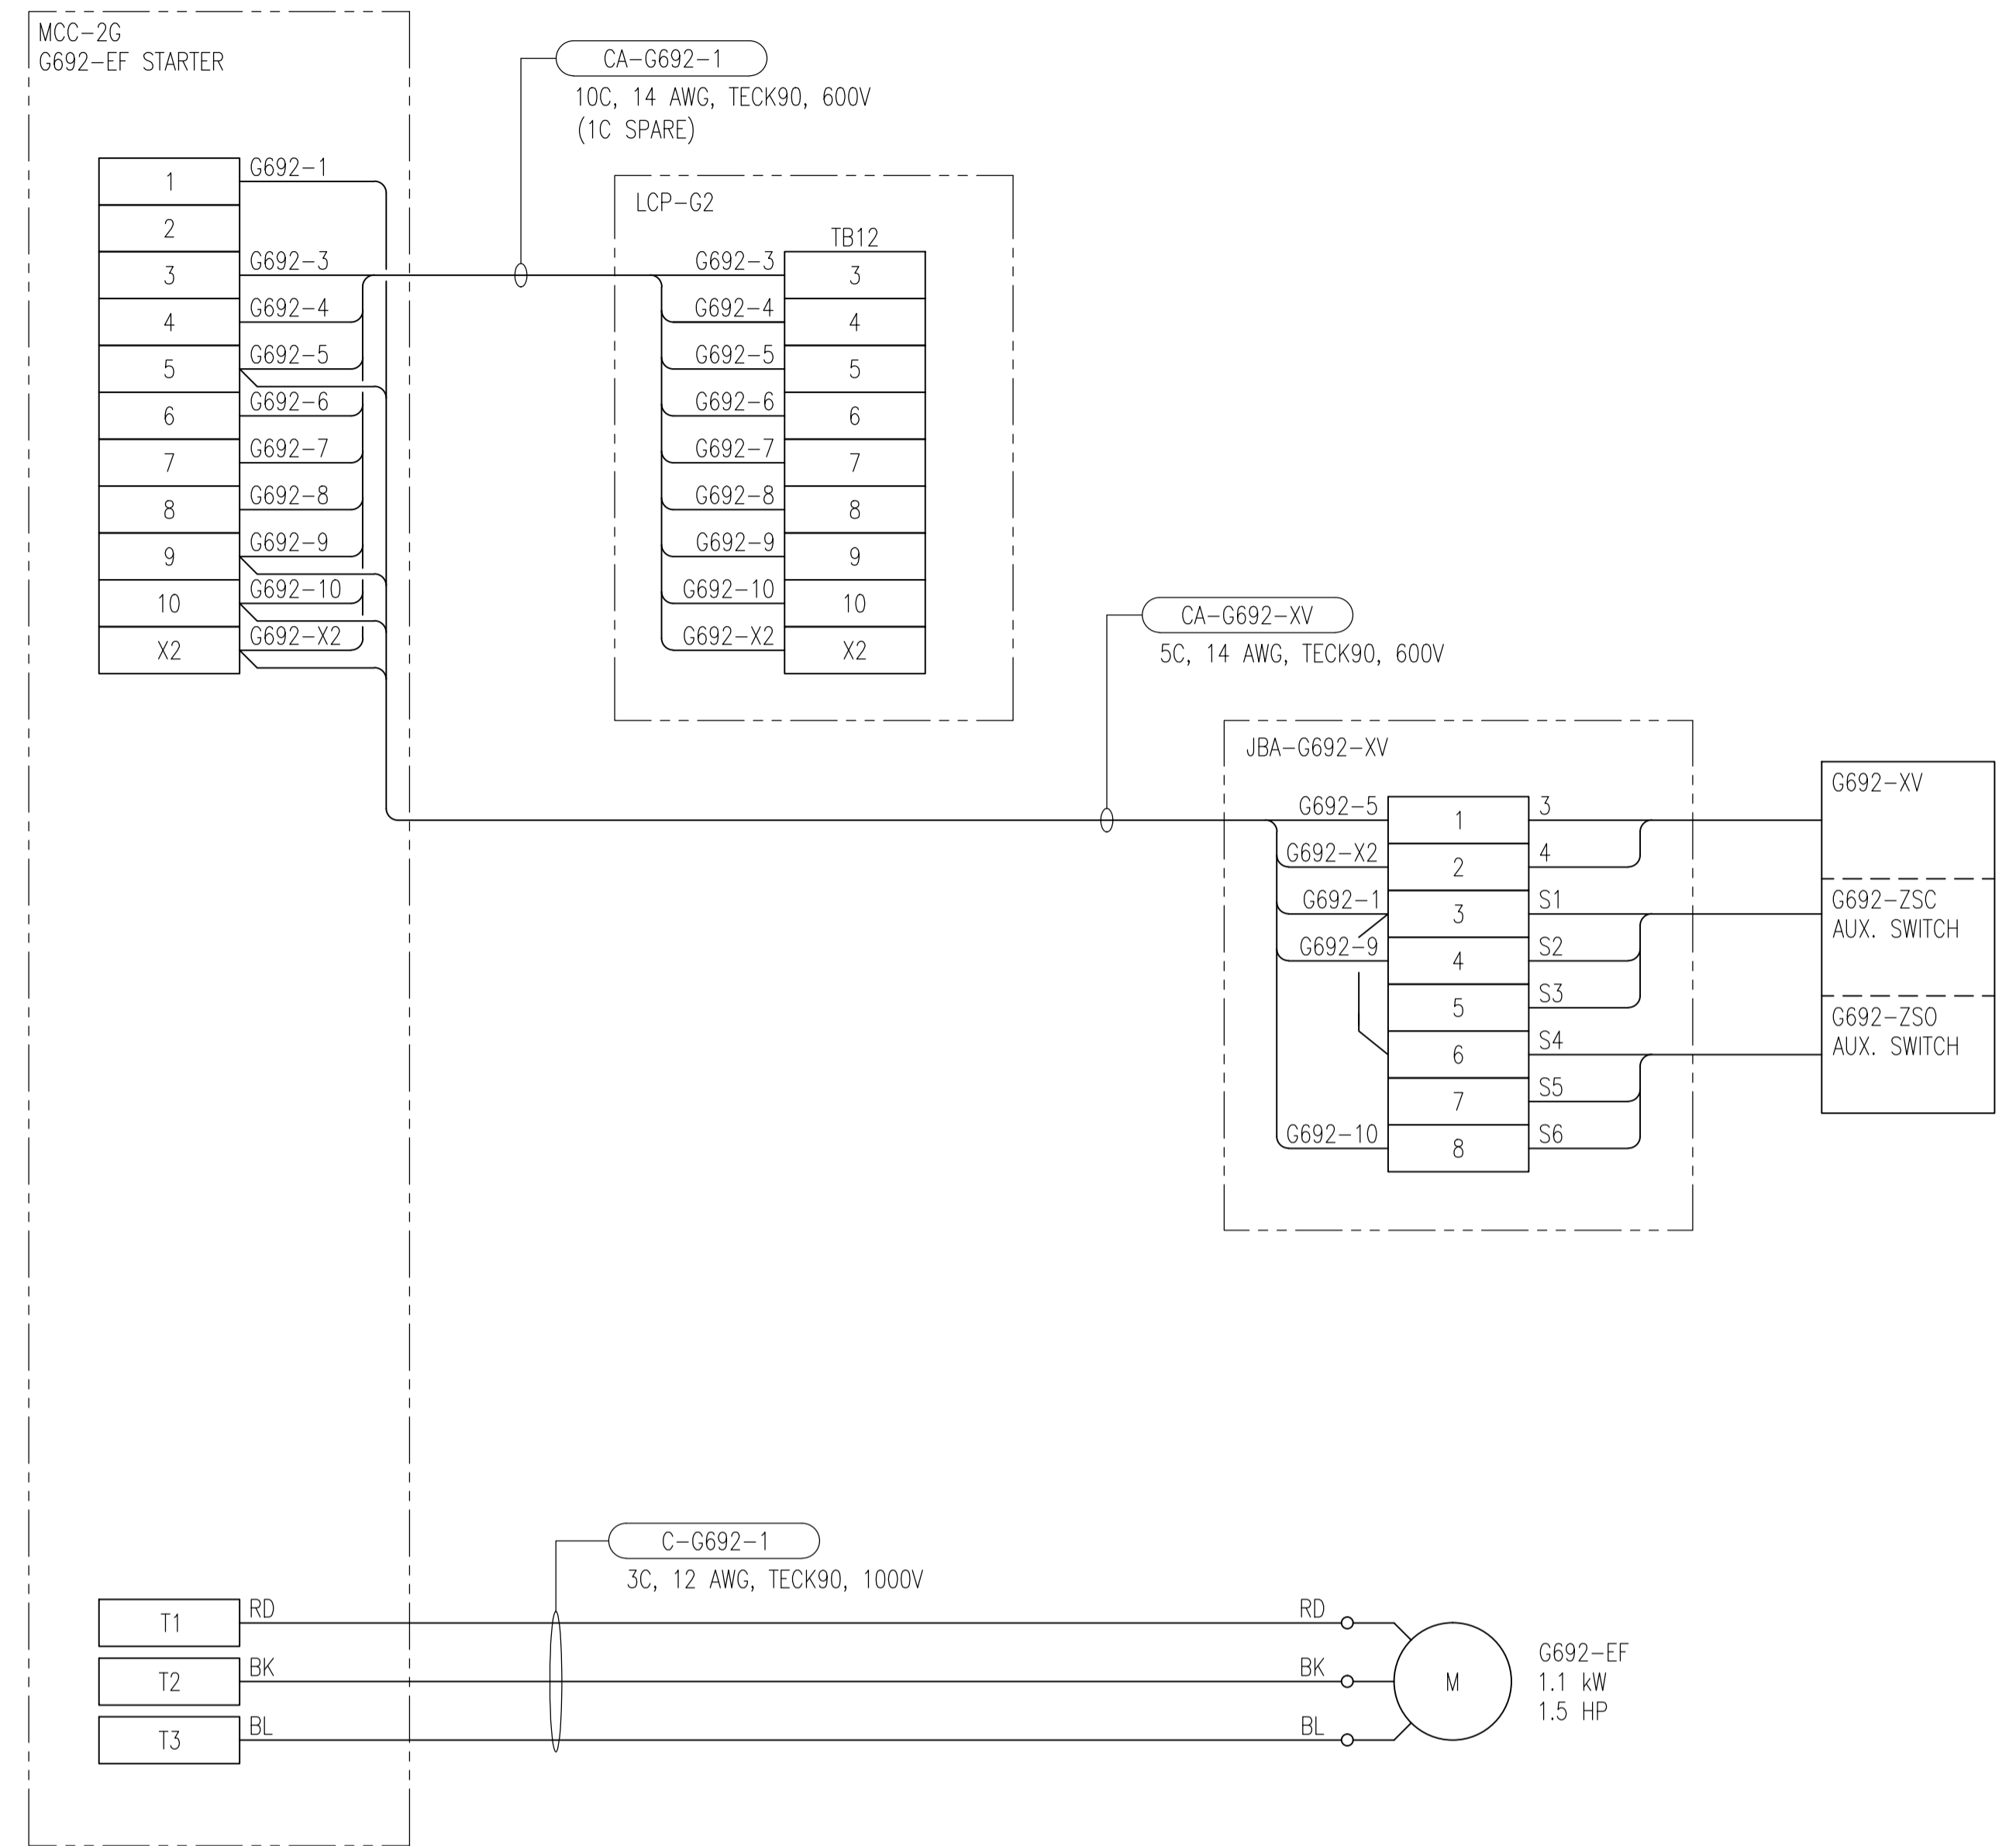 MCC-2G
G692-EF STARTER
1
2
3
4
5
6
7
8
9
10
X2
G692-1
G692-3
G692-4
G692-5
G692-6
G692-7
G692-8
G692-9
G692-10
G692-X2
CA-G692-1
10C, 14 AWG, TECK90, 600V
(1C SPARE)
LCP-G2
TB12
G692-3
G692-4
G692-5
G692-6
G692-7
G692-8
G692-9
G692-10
G692-X2
3
4
5
6
7
8
9
10
X2
CA-G692-XV
5C, 14 AWG, TECK90, 600V
JBA-G692-XV
G692-5
G692-X2
G692-1
G692-9
G692-10
1
2
3
4
5
6
7
8
3
4
S1
S2
S3
S4
S5
S6
G692-XV
G692-ZSC
AUX. SWITCH
G692-ZSO
AUX. SWITCH
C-G692-1
3C, 12 AWG, TECK90, 1000V
T1
T2
T3
RD
BK
BL
RD
BK
BL
M
G692-EF
1.1 kW
1.5 HP